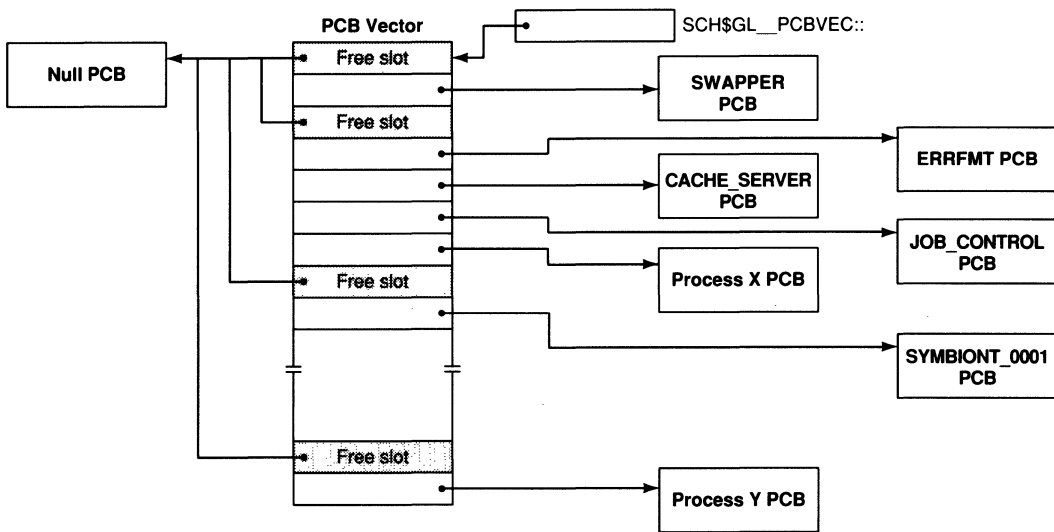 PCB Vector
SCH$GL__PCBVEC::
Null PCB
Free slot
SWAPPER
PCB
Free slot
ERRFMT PCB
CACHE_SERVER
PCB
JOB_CONTROL
PCB
Process X PCB
Free slot
SYMBIONT_0001
PCB
Free slot
Process Y PCB